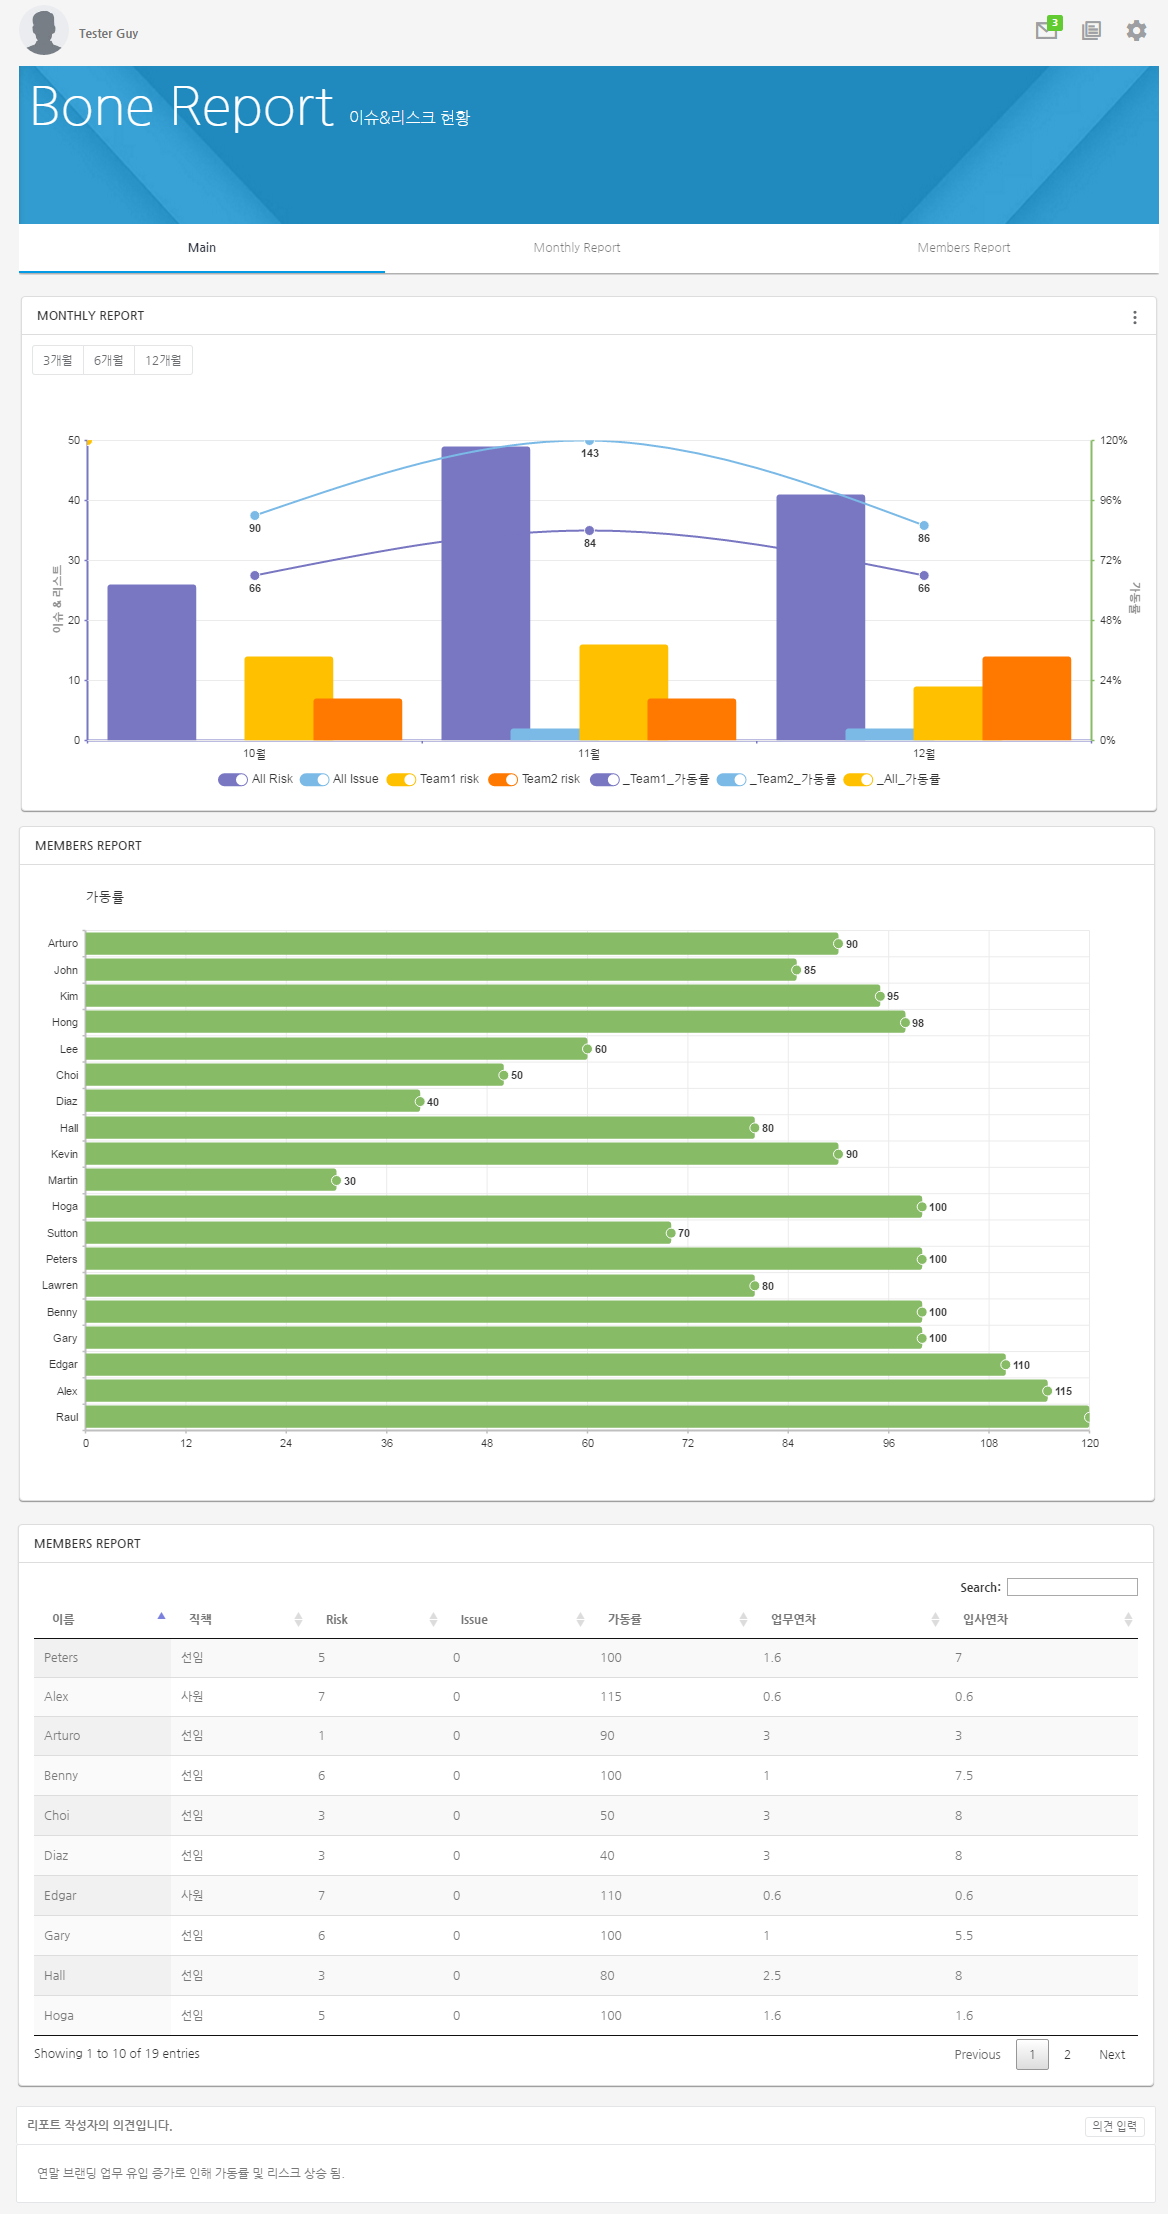 Tester Guy
3
Bone Report 이슈&리스크 현황
Main Monthly Report Members Report
MONTHLY REPORT
3개월 6개월 12개월
이슈 & 리스트
가동률
50 120%
143
40 96%
90 86
84
30 72%
66 66
20 48%
10 24%
0 0%
10월 11월 12월
All Risk All Issue Team1 risk Team2 risk _Team1_가동률 _Team2_가동률 _All_가동률
MEMBERS REPORT
가동률
Arturo 90
John 85
Kim 95
Hong 98
Lee 60
Choi 50
Diaz 40
Hall 80
Kevin 90
Martin 30
Hoga 100
Sutton 70
Peters 100
Lawren 80
Benny 100
Gary 100
Edgar 110
Alex 115
Raul
0 12 24 36 48 60 72 84 96 108 120
MEMBERS REPORT
Search:
이름 직책 Risk Issue 가동률 업무연차 입사연차
Peters 선임 5 0 100 1.6 7
Alex 사원 7 0 115 0.6 0.6
Arturo 선임 1 0 90 3 3
Benny 선임 6 0 100 1 7.5
Choi 선임 3 0 50 3 8
Diaz 선임 3 0 40 3 8
Edgar 사원 7 0 110 0.6 0.6
Gary 선임 6 0 100 1 5.5
Hall 선임 3 0 80 2.5 8
Hoga 선임 5 0 100 1.6 1.6
Showing 1 to 10 of 19 entries Previous 1 2 Next
리포트 작성자의 의견입니다. 의견 입력
연말 브랜딩 업무 유입 증가로 인해 가동률 및 리스크 상승 됨.